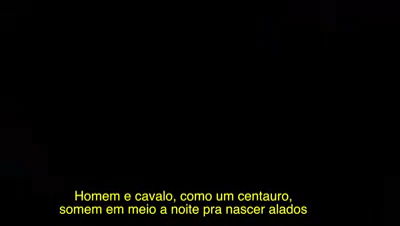 Homem e cavalo, como um centauro,
somem em meio a noite pra nascer alados